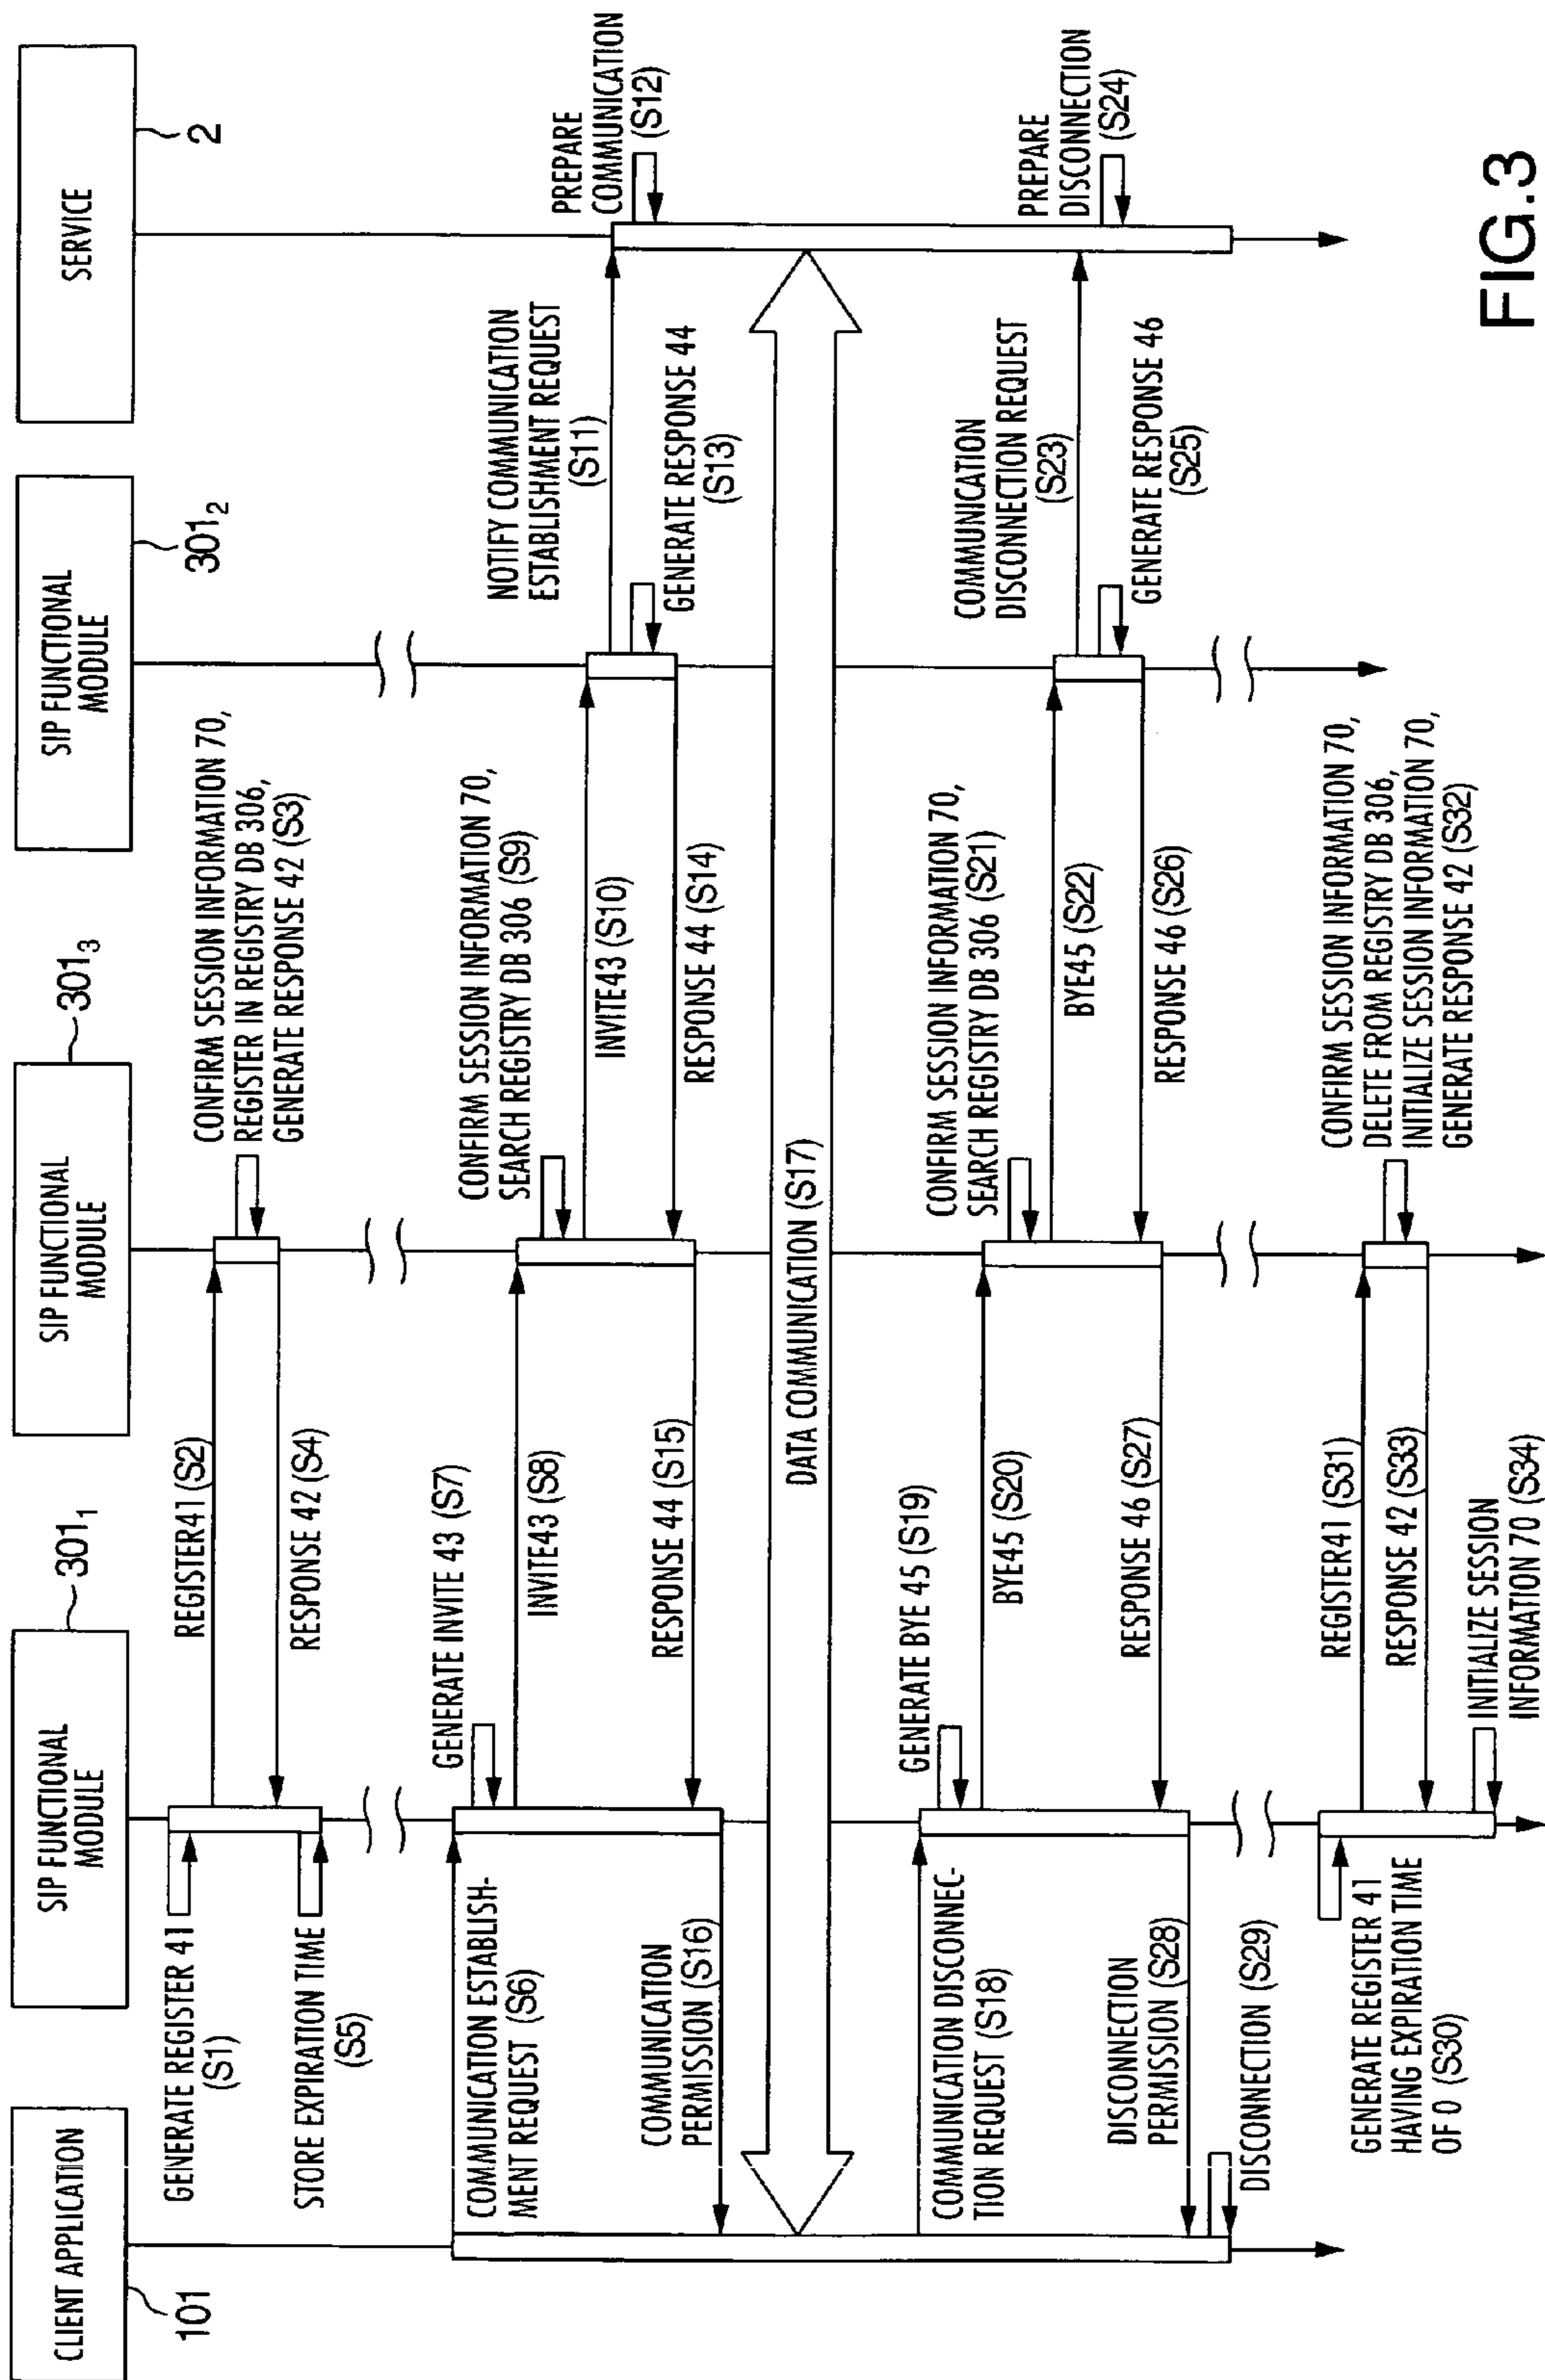 CLIENT APPLICATION
101
SIP FUNCTIONAL
MODULE
301₁
SIP FUNCTIONAL
MODULE
301₃
SIP FUNCTIONAL
MODULE
301₂
SERVICE
2
GENERATE REGISTER 41
(S1)
REGISTER41 (S2)
CONFIRM SESSION INFORMATION 70,
REGISTER IN REGISTRY DB 306,
GENERATE RESPONSE 42 (S3)
RESPONSE 42 (S4)
STORE EXPIRATION TIME
(S5)
COMMUNICATION ESTABLISH-
MENT REQUEST (S6)
GENERATE INVITE 43 (S7)
INVITE43 (S8)
CONFIRM SESSION INFORMATION 70,
SEARCH REGISTRY DB 306 (S9)
INVITE43 (S10)
NOTIFY COMMUNICATION
ESTABLISHMENT REQUEST
(S11)
PREPARE
COMMUNICATION
(S12)
GENERATE RESPONSE 44
(S13)
RESPONSE 44 (S14)
RESPONSE 44 (S15)
COMMUNICATION
PERMISSION (S16)
DATA COMMUNICATION (S17)
COMMUNICATION DISCONNEC-
TION REQUEST (S18)
GENERATE BYE 45 (S19)
BYE45 (S20)
CONFIRM SESSION INFORMATION 70,
SEARCH REGISTRY DB 306 (S21)
BYE45 (S22)
COMMUNICATION
DISCONNECTION REQUEST
(S23)
PREPARE
DISCONNECTION
(S24)
GENERATE RESPONSE 46
(S25)
RESPONSE 46 (S26)
RESPONSE 46 (S27)
DISCONNECTION
PERMISSION (S28)
DISCONNECTION (S29)
GENERATE REGISTER 41
HAVING EXPIRATION TIME
OF 0 (S30)
REGISTER41 (S31)
CONFIRM SESSION INFORMATION 70,
DELETE FROM REGISTRY DB 306,
INITIALIZE SESSION INFORMATION 70,
GENERATE RESPONSE 42 (S32)
RESPONSE 42 (S33)
INITIALIZE SESSION
INFORMATION 70 (S34)
FIG.3